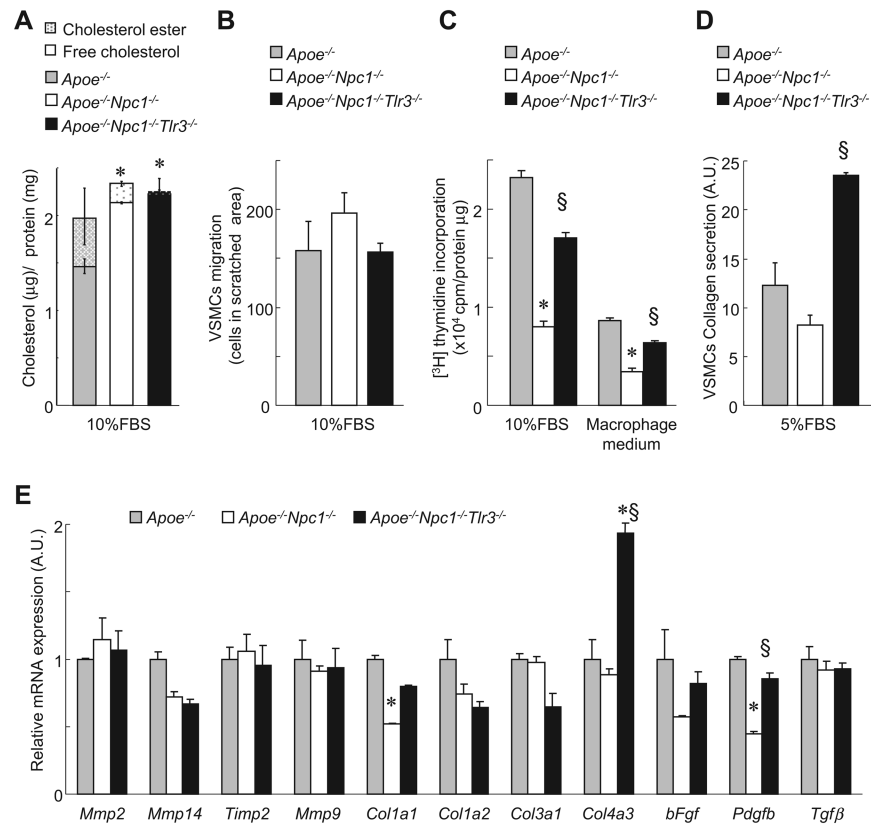 A
Cholesterol ester
Free cholesterol
Apoe-/-
Apoe-/-Npc1-/-
Apoe-/-Npc1-/-Tlr3-/-
Cholesterol (µg)/ protein (mg)
2
1
0
* *
10%FBS
B
Apoe-/-
Apoe-/-Npc1-/-
Apoe-/-Npc1-/-Tlr3-/-
VSMCs migration
(cells in scratched area)
200
100
0
10%FBS
C
Apoe-/-
Apoe-/-Npc1-/-
Apoe-/-Npc1-/-Tlr3-/-
[³H] thymidine incorporation
(x10⁴ cpm/protein µg)
2
1
0
* § * §
10%FBS
Macrophage
medium
D
Apoe-/-
Apoe-/-Npc1-/-
Apoe-/-Npc1-/-Tlr3-/-
VSMCs Collagen secretion (A.U.)
25
20
15
10
5
0
§
5%FBS
E
Apoe-/- Apoe-/-Npc1-/- Apoe-/-Npc1-/-Tlr3-/-
Relative mRNA expression (A.U.)
2
1
0
* *§ * §
Mmp2 Mmp14 Timp2 Mmp9 Col1a1 Col1a2 Col3a1 Col4a3 bFgf Pdgfb Tgfβ